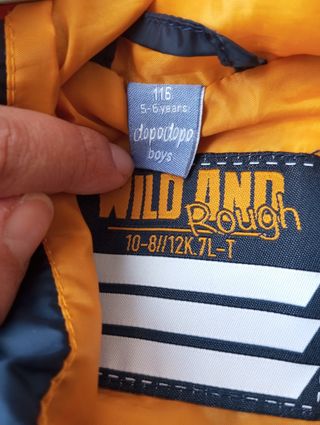 116
5-6 years
dopodopo
boys
WILD AND
Rough
10-8//12K.7L-T